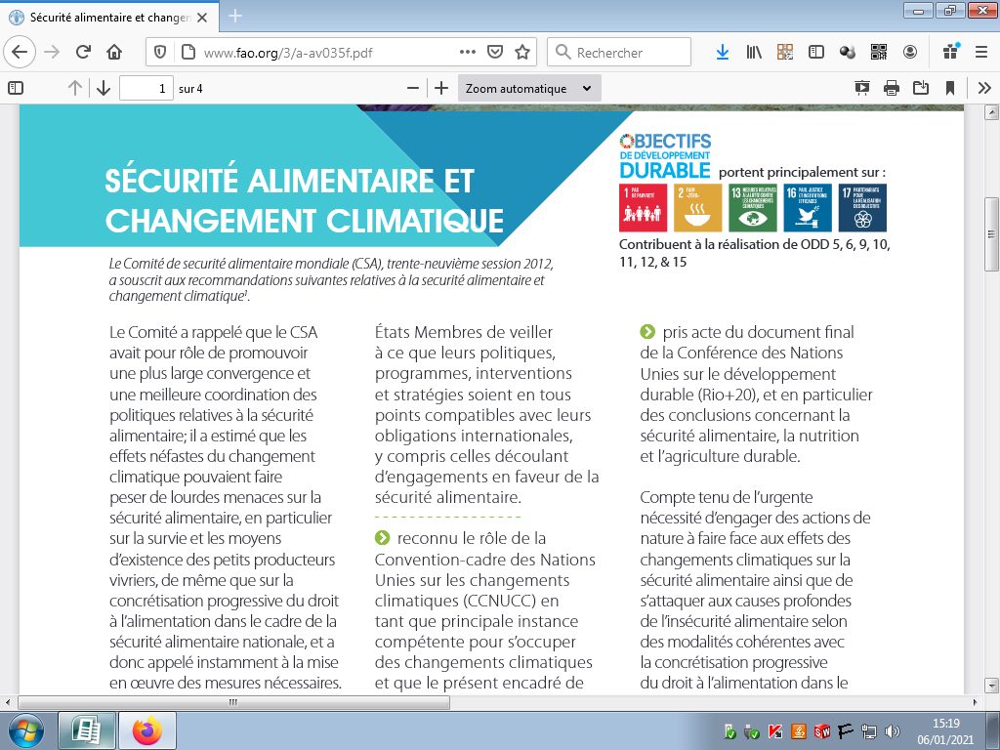 Sécurité alimentaire et changem
www.fao.org/3/a-av035f.pdf
Rechercher
1 sur 4
Zoom automatique
SÉCURITÉ ALIMENTAIRE ET
CHANGEMENT CLIMATIQUE
OBJECTIFS
DE DÉVELOPPEMENT
DURABLE portent principalement sur :
1 PAS
DE PAUVRETÉ
2 FAIM
«ZÉRO»
13 MESURES RELATIVES
À LA LUTTE CONTRE
LES CHANGEMENTS
CLIMATIQUES
16 PAIX, JUSTICE
ET INSTITUTIONS
EFFICACES
17 PARTENARIATS
POUR
LA RÉALISATION
DES OBJECTIFS
Contribuent à la réalisation de ODD 5, 6, 9, 10,
11, 12, & 15
Le Comité de securité alimentaire mondiale (CSA), trente-neuvième session 2012,
a souscrit aux recommandations suivantes relatives à la securité alimentaire et
changement climatique¹.
Le Comité a rappelé que le CSA
avait pour rôle de promouvoir
une plus large convergence et
une meilleure coordination des
politiques relatives à la sécurité
alimentaire; il a estimé que les
effets néfastes du changement
climatique pouvaient faire
peser de lourdes menaces sur la
sécurité alimentaire, en particulier
sur la survie et les moyens
d'existence des petits producteurs
vivriers, de même que sur la
concrétisation progressive du droit
à l'alimentation dans le cadre de la
sécurité alimentaire nationale, et a
donc appelé instamment à la mise
en œuvre des mesures nécessaires.
États Membres de veiller
à ce que leurs politiques,
programmes, interventions
et stratégies soient en tous
points compatibles avec leurs
obligations internationales,
y compris celles découlant
d'engagements en faveur de la
sécurité alimentaire.
reconnu le rôle de la
Convention-cadre des Nations
Unies sur les changements
climatiques (CCNUCC) en
tant que principale instance
compétente pour s'occuper
des changements climatiques
et que le présent encadré de
pris acte du document final
de la Conférence des Nations
Unies sur le développement
durable (Rio+20), et en particulier
des conclusions concernant la
sécurité alimentaire, la nutrition
et l'agriculture durable.
Compte tenu de l'urgente
nécessité d'engager des actions de
nature à faire face aux effets des
changements climatiques sur la
sécurité alimentaire ainsi que de
s'attaquer aux causes profondes
de l'insécurité alimentaire selon
des modalités cohérentes avec
la concrétisation progressive
du droit à l'alimentation dans le
15:19
06/01/2021